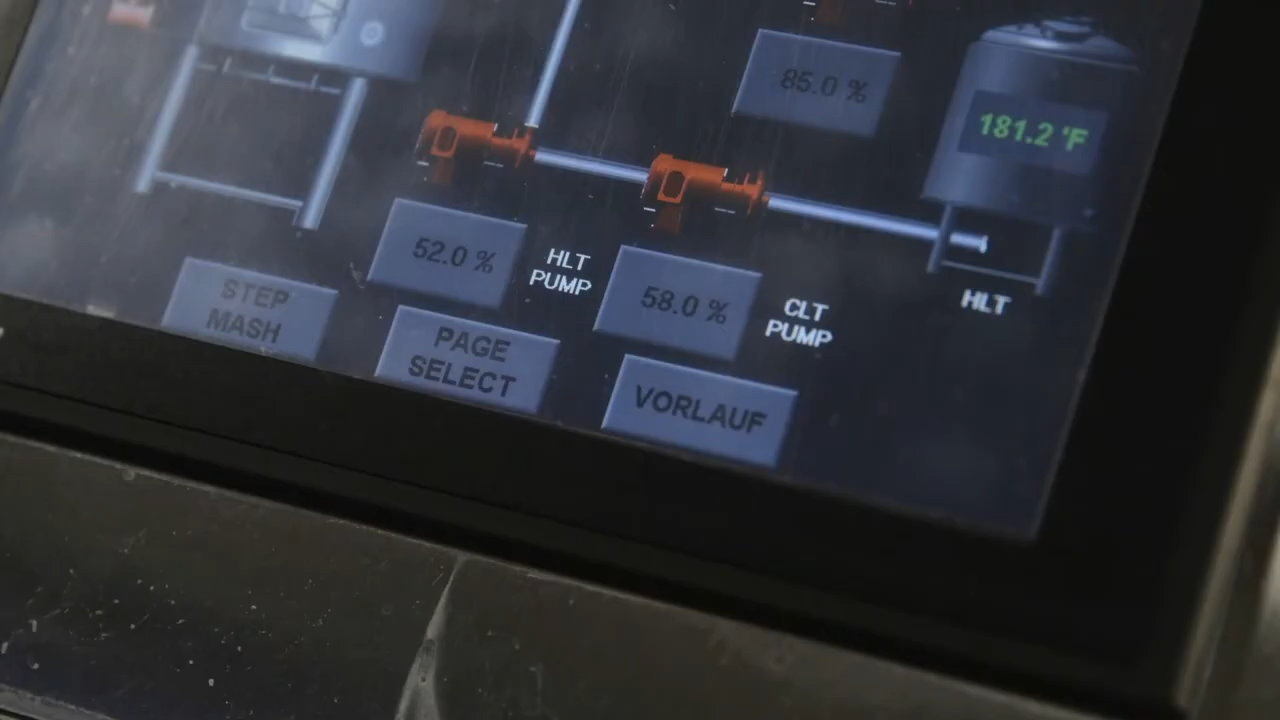 85.0 %
181.2 °F
52.0 %
HLT
PUMP
58.0 %
CLT
PUMP
HLT
STEP
MASH
PAGE
SELECT
VORLAUF